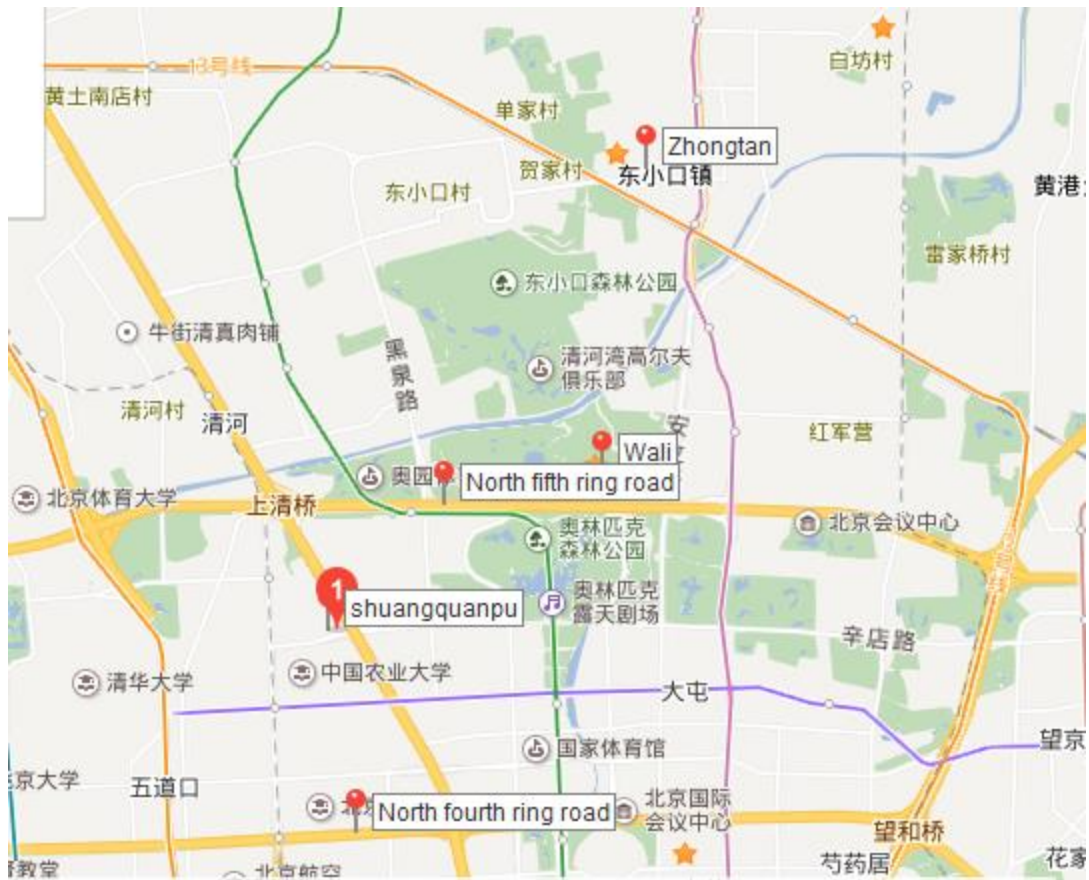 13号线
白坊村
黄土南店村
单家村
Zhongtan
贺家村
东小口镇
东小口村
黄港
雷家桥村
东小口森林公园
牛街清真肉铺
黑泉路
清河湾高尔夫
俱乐部
清河村
清河
安
红军营
Wali
奥园
North fifth ring road
北京体育大学
上清桥
北京会议中心
奥林匹克
森林公园
1
shuangquanpu
奥林匹克
露天剧场
辛店路
中国农业大学
清华大学
大屯
国家体育馆
望京
京大学
五道口
North fourth ring road
北京国际
会议中心
望和桥
教堂
北京航空
芍药居
花家